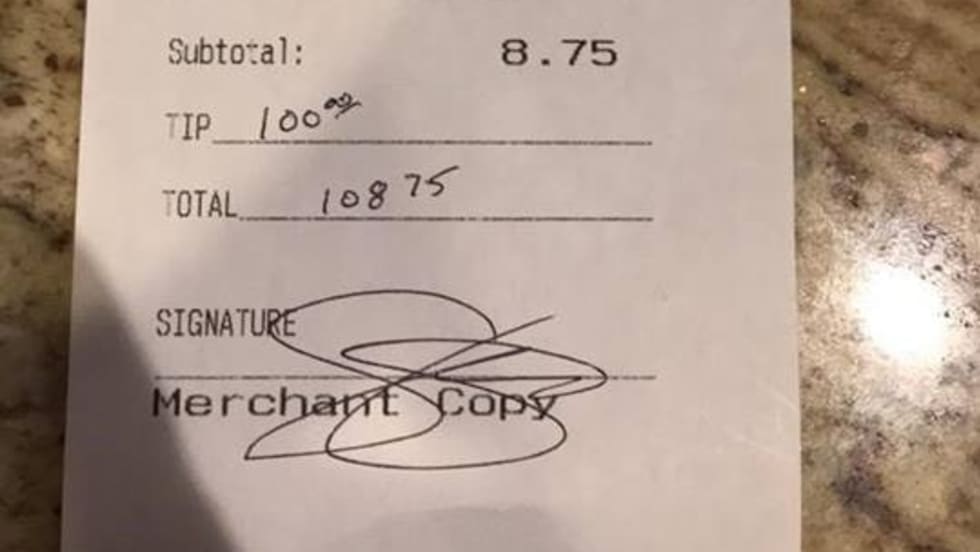 Subtotal: 8.75
TIP 100 00
TOTAL 108 75
SIGNATURE
Merchant Copy